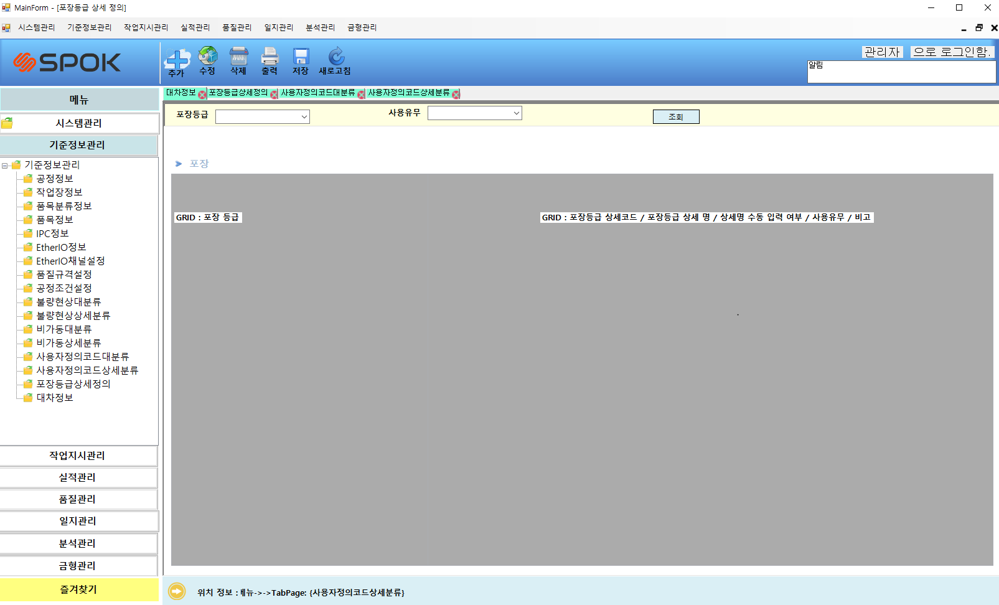 MainForm - [포장등급 상세 정의]
시스템관리 기준정보관리 작업지시관리 실적관리 품질관리 일지관리 분석관리 금형관리
SPOK
추가 수정 삭제 출력 저장 새로고침
관리자 으로 로그인함.
알림
메뉴
대차정보 포장등급상세정의 사용자정의코드대분류 사용자정의코드상세분류
포장등급 사용유무 조회
시스템관리
기준정보관리
기준정보관리
공정정보
작업장정보
품목분류정보
품목정보
IPC정보
EtherIO정보
EtherIO채널설정
품질규격설정
공정조건설정
불량현상대분류
불량현상상세분류
비가동대분류
비가동상세분류
사용자정의코드대분류
사용자정의코드상세분류
포장등급상세정의
대차정보
작업지시관리
실적관리
품질관리
일지관리
분석관리
금형관리
즐겨찾기
포장
GRID : 포장 등급
GRID : 포장등급 상세코드 / 포장등급 상세 명 / 상세명 수동 입력 여부 / 사용유무 / 비고
위치 정보 : 메뉴->->TabPage: {사용자정의코드상세분류}